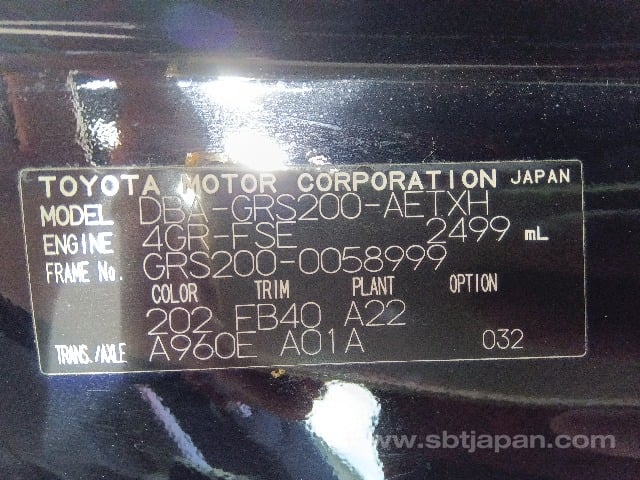 TOYOTA MOTOR CORPORATION JAPAN
MODEL DBA-GRS200-AETXH
ENGINE 4GR-FSE 2499 mL
FRAME No. GRS200-0058999
COLOR TRIM PLANT OPTION
202 FB40 A22
TRANS./AXLE A960E A01A 032
www.sbtjapan.com